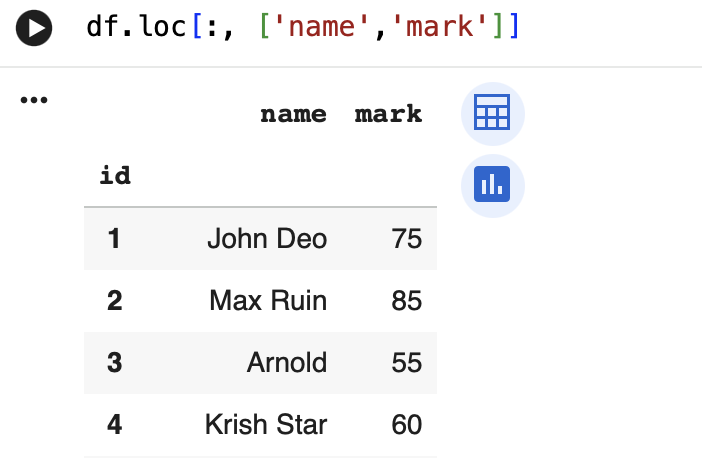 df.loc[:, ['name','mark']]
name mark
id
1 John Deo 75
2 Max Ruin 85
3 Arnold 55
4 Krish Star 60